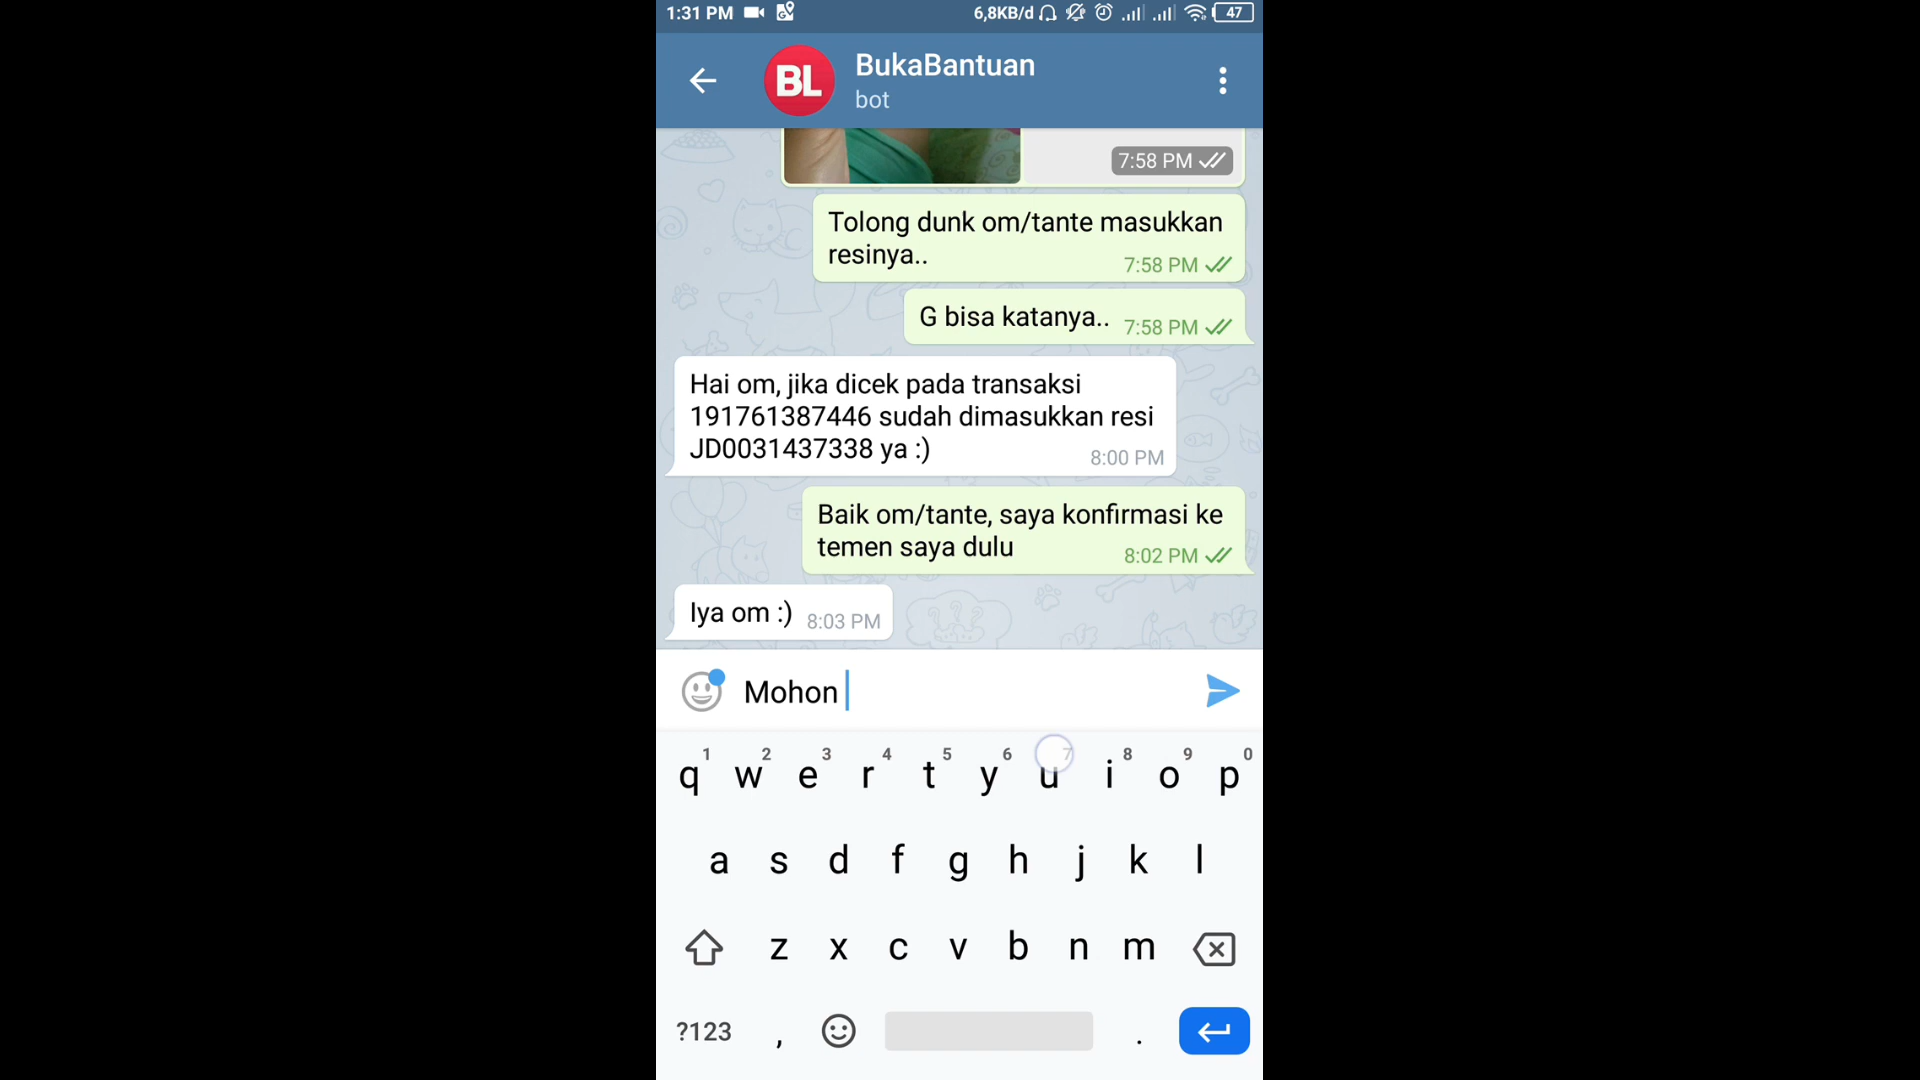 1:31 PM 6,8KB/d 47
BL
BukaBantuan
bot
7:58 PM
Tolong dunk om/tante masukkan
resinya..
7:58 PM
G bisa katanya..
7:58 PM
Hai om, jika dicek pada transaksi
191761387446 sudah dimasukkan resi
JD0031437338 ya :)
8:00 PM
Baik om/tante, saya konfirmasi ke
temen saya dulu
8:02 PM
Iya om :)
8:03 PM
Mohon
1 2 3 4 5 6 7 8 9 0
q w e r t y u i o p
a s d f g h j k l
z x c v b n m
?123 , .